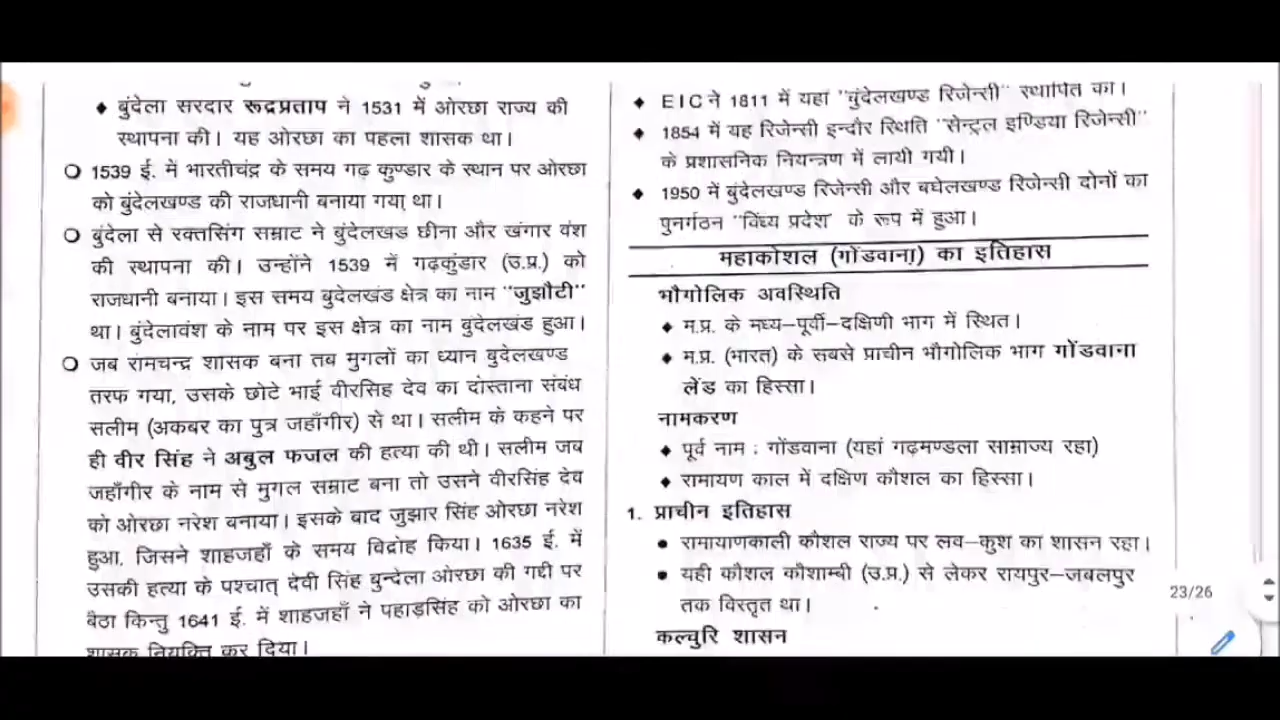 ♦ बुंदेला सरदार रूद्रप्रताप ने 1531 में ओरछा राज्य की
स्थापना की। यह ओरछा का पहला शासक था।
1539 ई. में भारतीचंद्र के समय गढ़ कुण्डार के स्थान पर ओरछा
को बुंदेलखण्ड की राजधानी बनाया गया था।
बुंदेला से रक्तसिंग सम्राट ने बुंदेलखड छीना और खंगार वंश
की स्थापना की। उन्होंने 1539 में गढ़कुंडार (उ.प्र.) को
राजधानी बनाया। इस समय बुदेलखंड क्षेत्र का नाम "जुझौटी"
था। बुंदेलावंश के नाम पर इस क्षेत्र का नाम बुंदेलखंड हुआ।
जब रामचन्द्र शासक बना तब मुगलों का ध्यान बुदेलखण्ड
तरफ गया, उसके छोटे भाई वीरसिह देव का दोस्ताना संबंध
सलीम (अकबर का पुत्र जहाँगीर) से था। सलीम के कहने पर
ही वीर सिंह ने अबुल फजल की हत्या की थी। सलीम जब
जहाँगीर के नाम से मुगल सम्राट बना तो उसने वीरसिंह देव
को ओरछा नरेश बनाया। इसके बाद जुझार सिंह ओरछा नरेश
हुआ, जिसने शाहजहाँ के समय विद्रोह किया। 1635 ई. में
उसकी हत्या के पश्चात् देवी सिंह बुन्देला ओरछा की गद्दी पर
बैठा किन्तु 1641 ई. में शाहजहाँ ने पहाड़सिंह को ओरछा का
शासक नियुक्ति कर दिया।
♦ EIC ने 1811 में यहां "बुंदेलखण्ड रिजेन्सी" स्थापित की।
♦ 1854 में यह रिजेन्सी इन्दौर स्थिति "सेन्ट्रल इण्डिया रिजेन्सी"
के प्रशासनिक नियन्त्रण में लायी गयी।
♦ 1950 में बुंदेलखण्ड रिजेन्सी और बघेलखण्ड रिजेन्सी दोनों का
पुनर्गठन "विंध्य प्रदेश' के रूप में हुआ।
महाकोशल (गोंडवाना) का इतिहास
भौगोलिक अवस्थिति
♦ म.प्र. के मध्य–पूर्वी–दक्षिणी भाग में स्थित।
♦ म.प्र. (भारत) के सबसे प्राचीन भौगोलिक भाग गोंडवाना
लेंड का हिस्सा।
नामकरण
♦ पूर्व नाम : गोंडवाना (यहां गढ़मण्डला साम्राज्य रहा)
♦ रामायण काल में दक्षिण कौशल का हिस्सा।
1. प्राचीन इतिहास
• रामायाणकाली कौशल राज्य पर लव–कुश का शासन रहा।
• यही कौशल कौशाम्बी (उ.प्र.) से लेकर रायपुर–जबलपुर
तक विस्तृत था।
कल्चुरि शासन
23/26